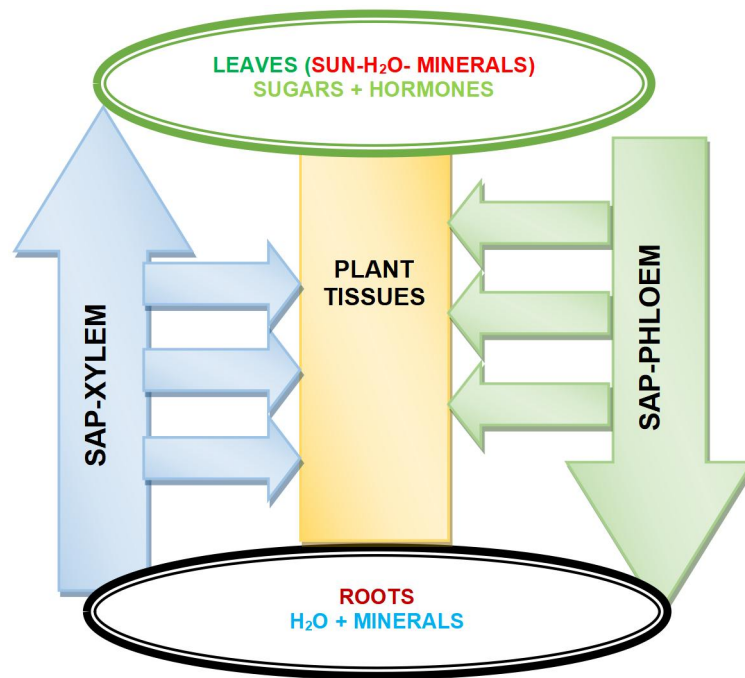 LEAVES (SUN-H₂O- MINERALS)
SUGARS + HORMONES
PLANT
TISSUES
SAP-XYLEM
SAP-PHLOEM
ROOTS
H₂O + MINERALS